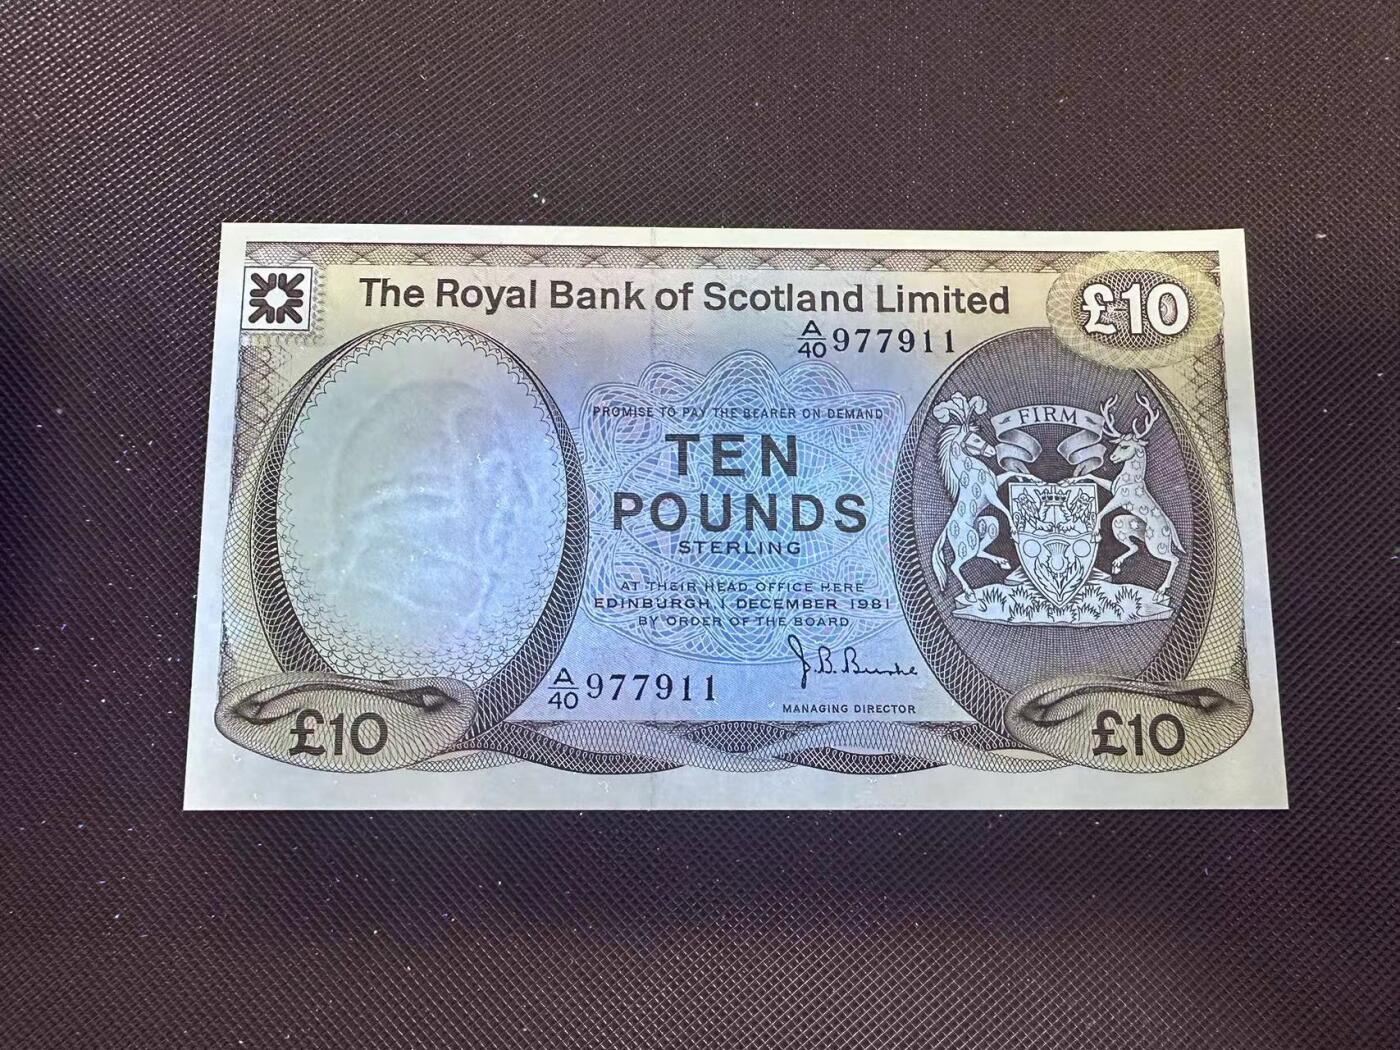 The Royal Bank of Scotland Limited
£10
A/40 977911
FIRM
PROMISE TO PAY THE BEARER ON DEMAND
TEN
POUNDS
STERLING
AT THEIR HEAD OFFICE HERE
EDINBURGH, 1 DECEMBER 1981
BY ORDER OF THE BOARD
J. B. Burke
A/40 977911
MANAGING DIRECTOR
£10
£10